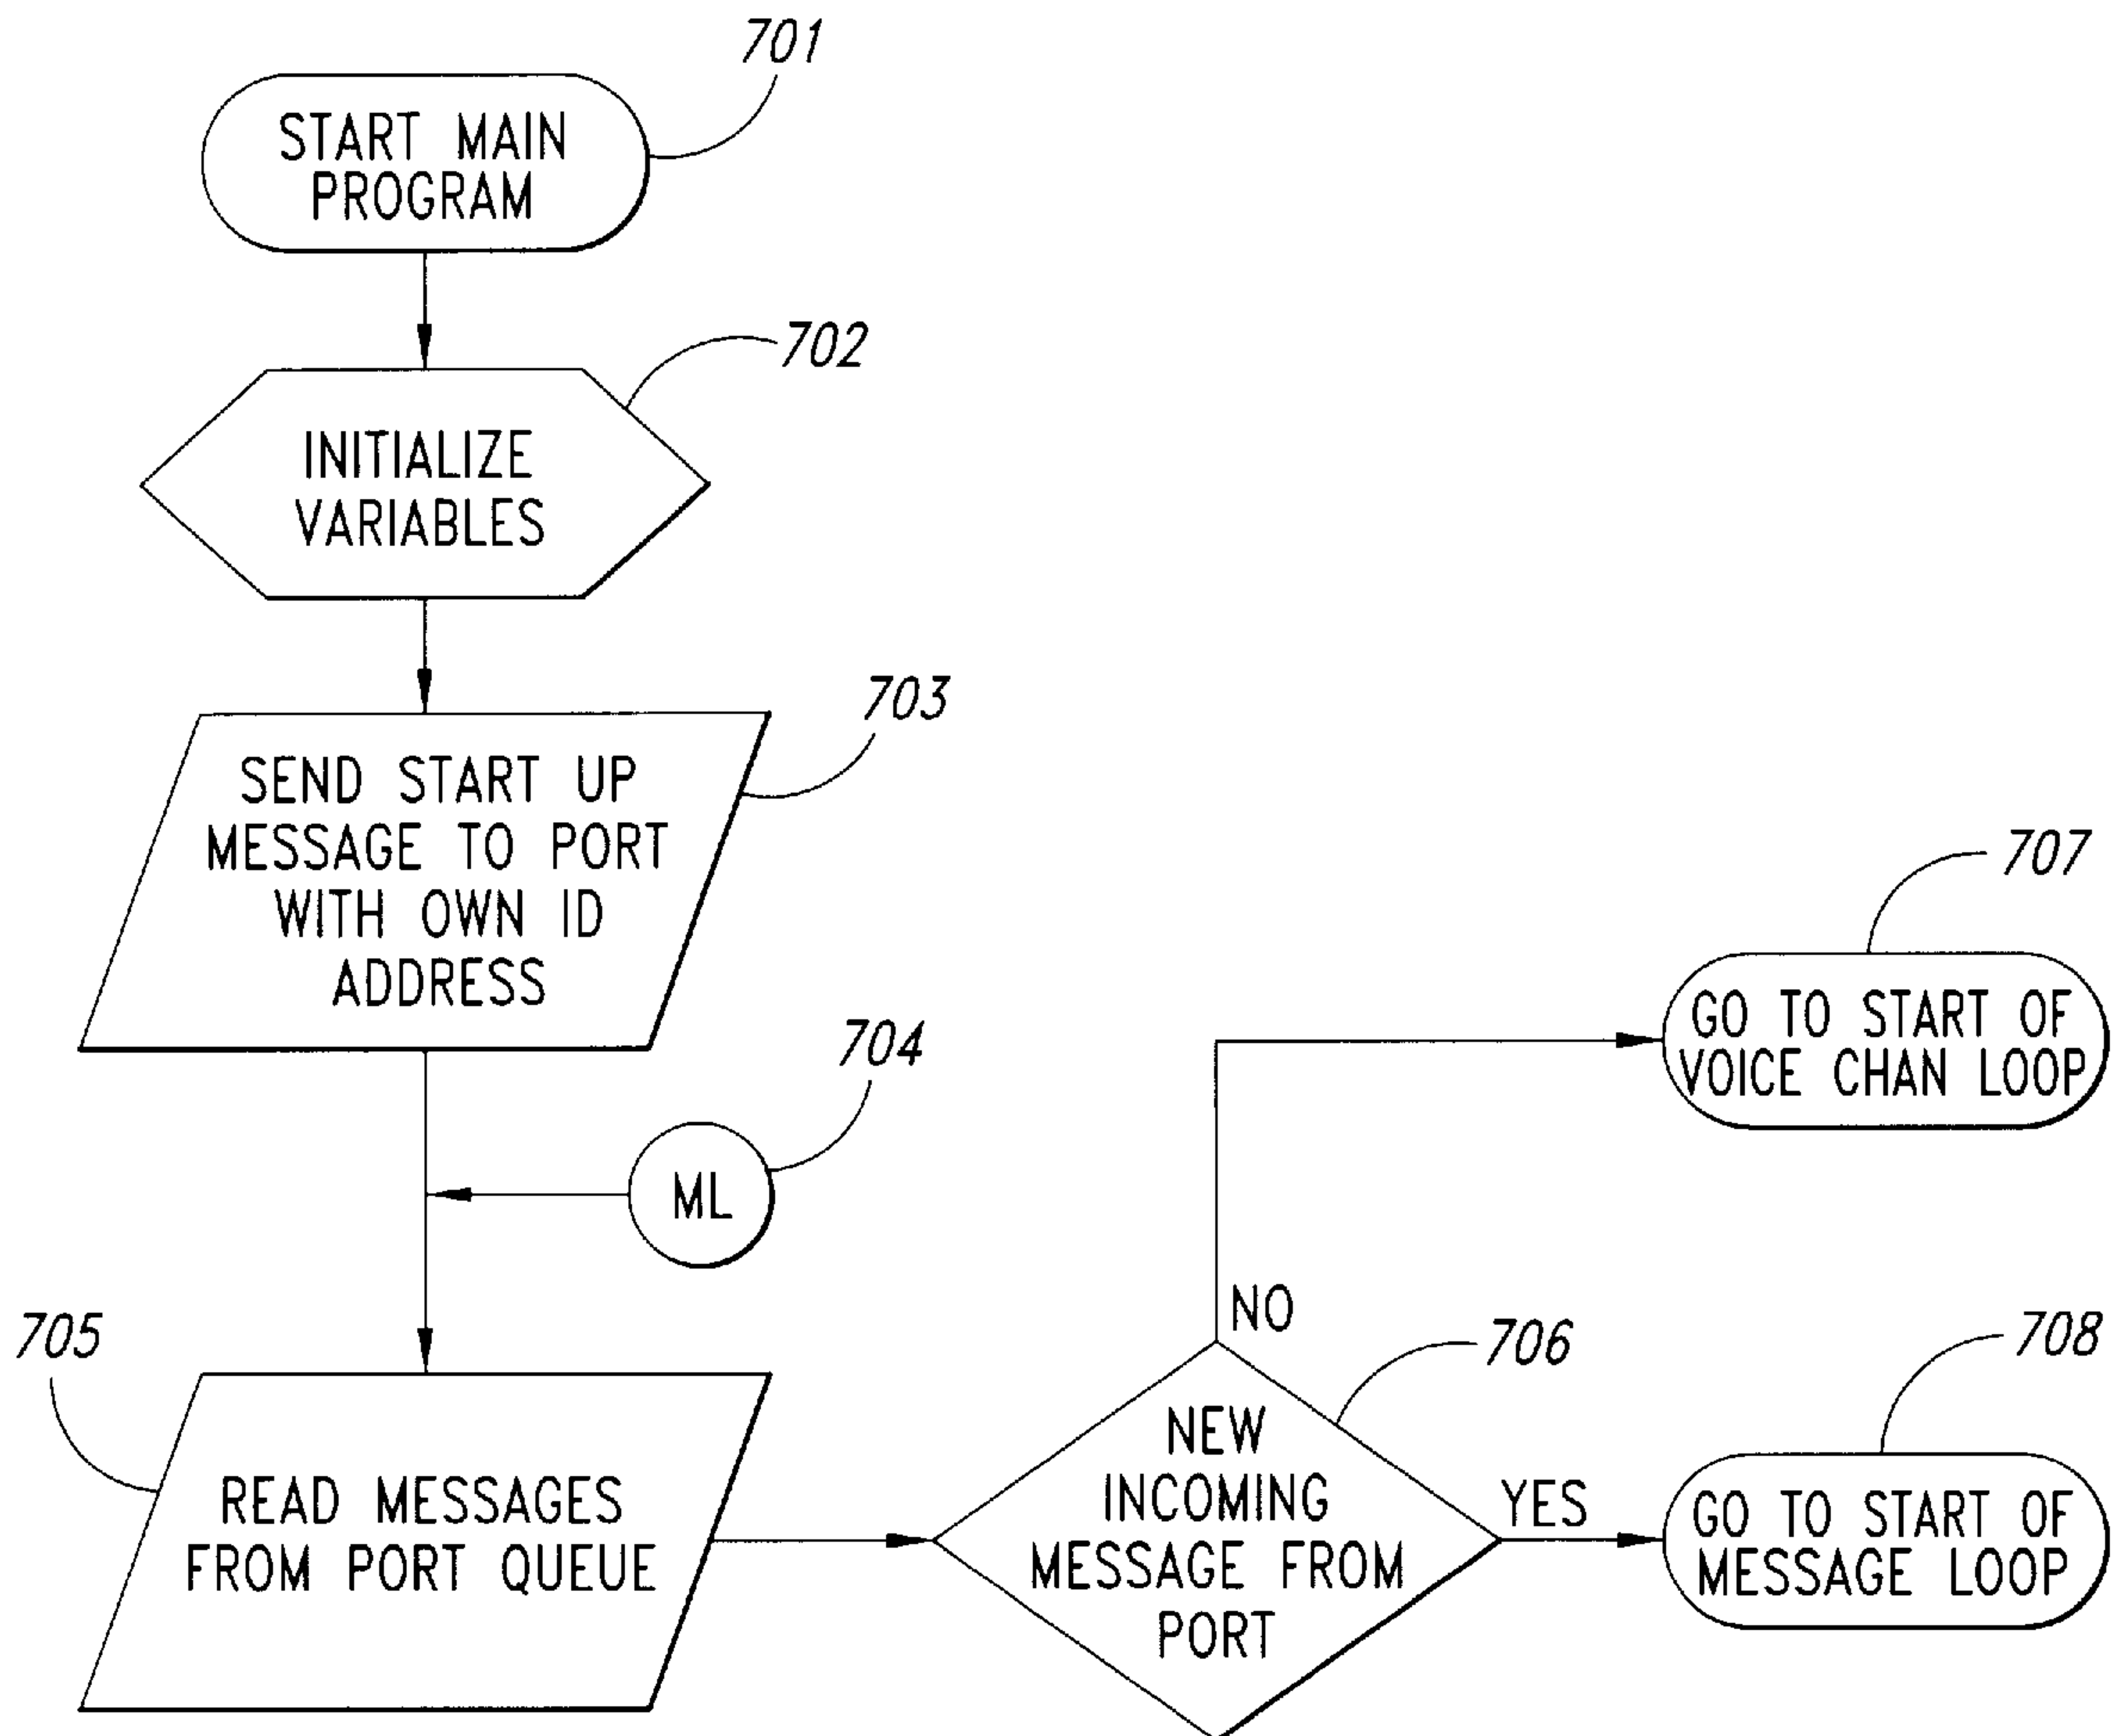 701
START MAIN
PROGRAM
702
INITIALIZE
VARIABLES
703
SEND START UP
MESSAGE TO PORT
WITH OWN ID
ADDRESS
704
ML
705
READ MESSAGES
FROM PORT QUEUE
706
NEW
INCOMING
MESSAGE FROM
PORT
NO
707
GO TO START OF
VOICE CHAN LOOP
YES
708
GO TO START OF
MESSAGE LOOP